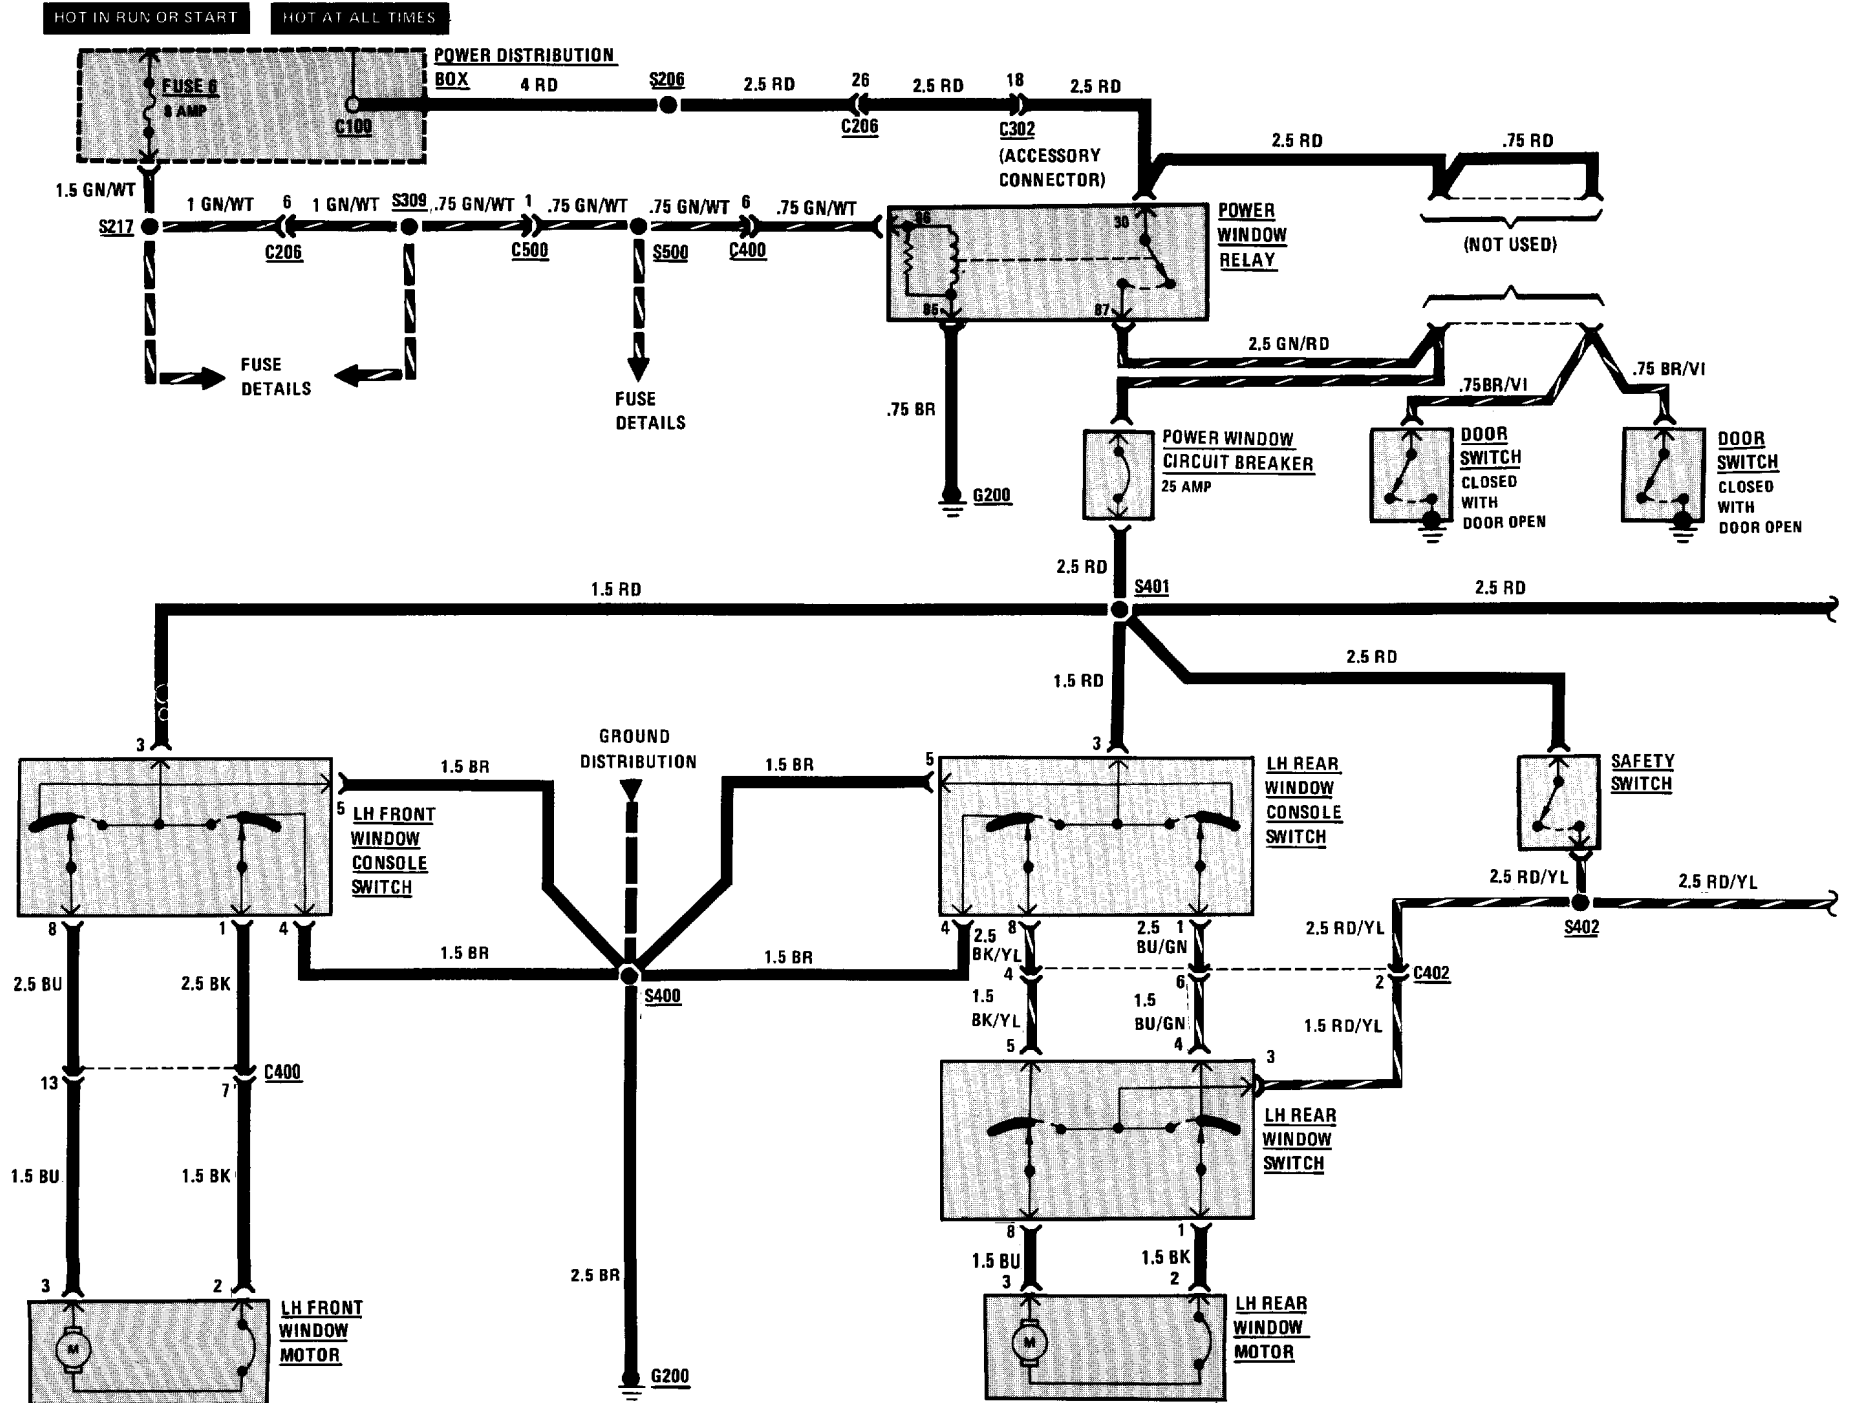 HOT IN RUN OR START
HOT AT ALL TIMES
POWER DISTRIBUTION
BOX
FUSE 6
8 AMP
C100
4 RD
S206
2.5 RD
26
C206
2.5 RD
18
C302
(ACCESSORY
CONNECTOR)
2.5 RD
2.5 RD
.75 RD
(NOT USED)
1.5 GN/WT
S217
1 GN/WT
6
C206
1 GN/WT
S309
.75 GN/WT
1
C500
.75 GN/WT
S500
.75 GN/WT
6
C400
.75 GN/WT
86
30
85
87
POWER
WINDOW
RELAY
FUSE
DETAILS
FUSE
DETAILS
.75 BR
G200
2.5 GN/RD
.75BR/VI
.75 BR/VI
POWER WINDOW
CIRCUIT BREAKER
25 AMP
DOOR
SWITCH
CLOSED
WITH
DOOR OPEN
DOOR
SWITCH
CLOSED
WITH
DOOR OPEN
2.5 RD
S401
1.5 RD
2.5 RD
1.5 RD
2.5 RD
3
GROUND
DISTRIBUTION
1.5 BR
1.5 BR
5
LH FRONT
WINDOW
CONSOLE
SWITCH
3
5
LH REAR
WINDOW
CONSOLE
SWITCH
SAFETY
SWITCH
2.5 RD/YL
2.5 RD/YL
S402
8
1
4
1.5 BR
1.5 BR
S400
4
2.5
BK/YL
8
2.5
BU/GN
1
2.5 RD/YL
2.5 BU
2.5 BK
4
6
2
C402
1.5
BK/YL
1.5
BU/GN
1.5 RD/YL
5
4
3
13
7
C400
LH REAR
WINDOW
SWITCH
1.5 BU
1.5 BK
8
1
1.5 BU
1.5 BK
3
2
2.5 BR
3
2
M
LH FRONT
WINDOW
MOTOR
M
LH REAR
WINDOW
MOTOR
G200